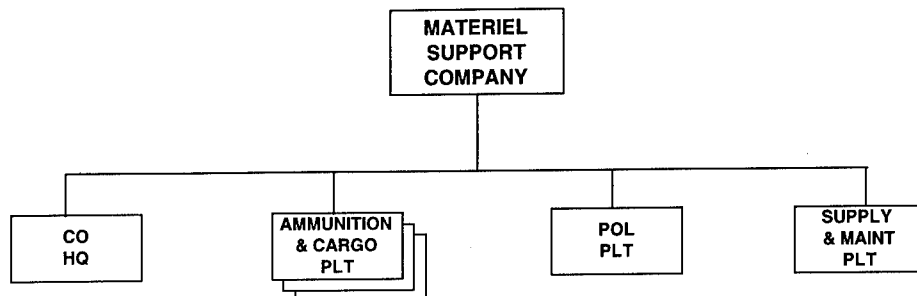 MATERIEL
SUPPORT
COMPANY
CO
HQ
AMMUNITION
& CARGO
PLT
POL
PLT
SUPPLY
& MAINT
PLT